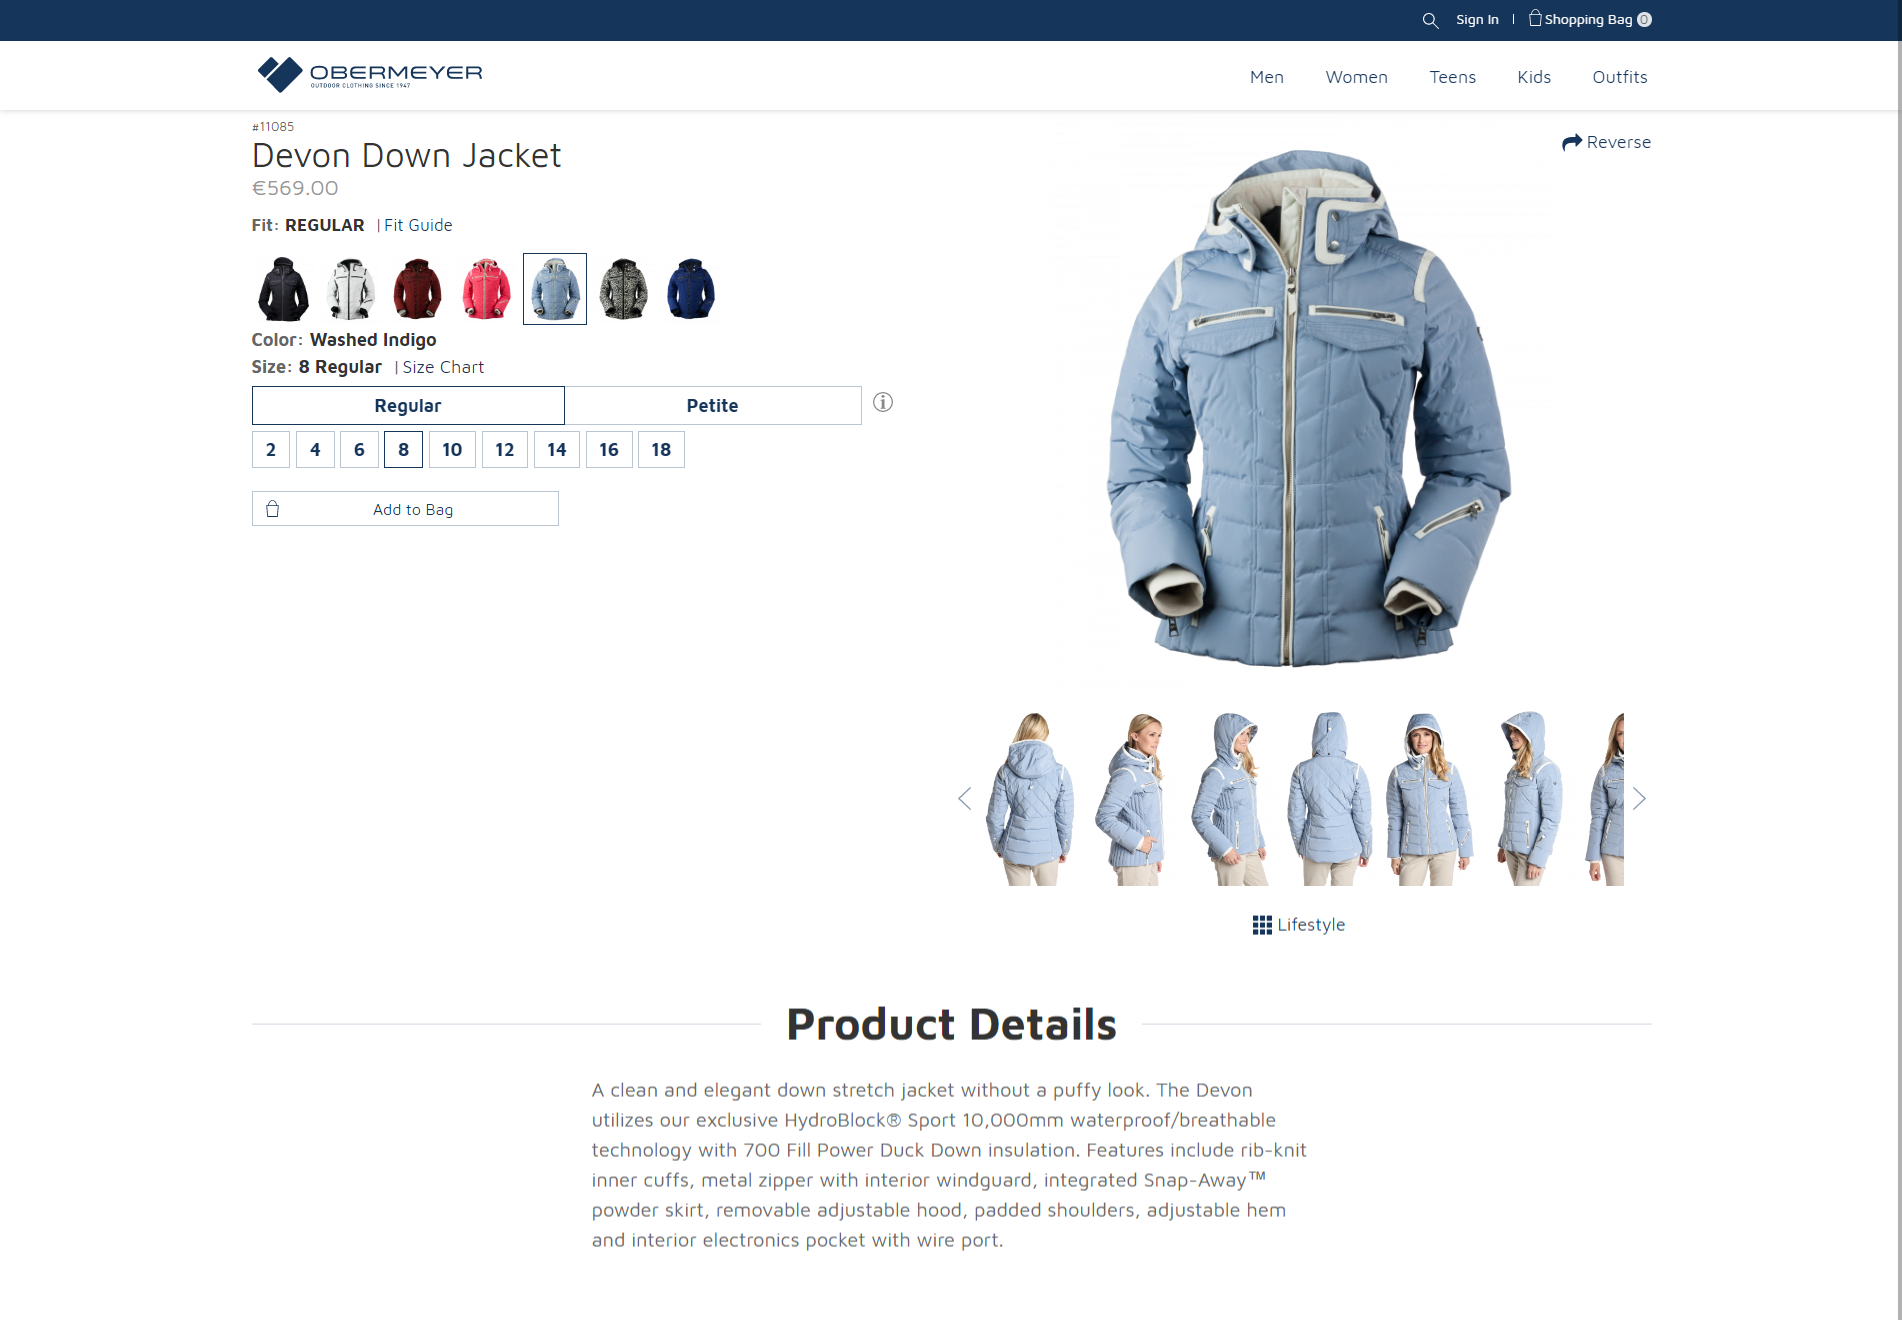 Sign In
Shopping Bag 0
OBERMEYER
OUTDOOR CLOTHING SINCE 1947
Men
Women
Teens
Kids
Outfits
#11085
Devon Down Jacket
€569.00
Fit: REGULAR | Fit Guide
Reverse
Color: Washed Indigo
Size: 8 Regular | Size Chart
Regular
Petite
2
4
6
8
10
12
14
16
18
Add to Bag
Lifestyle
Product Details
A clean and elegant down stretch jacket without a puffy look. The Devon
utilizes our exclusive HydroBlock® Sport 10,000mm waterproof/breathable
technology with 700 Fill Power Duck Down insulation. Features include rib-knit
inner cuffs, metal zipper with interior windguard, integrated Snap-Away™
powder skirt, removable adjustable hood, padded shoulders, adjustable hem
and interior electronics pocket with wire port.